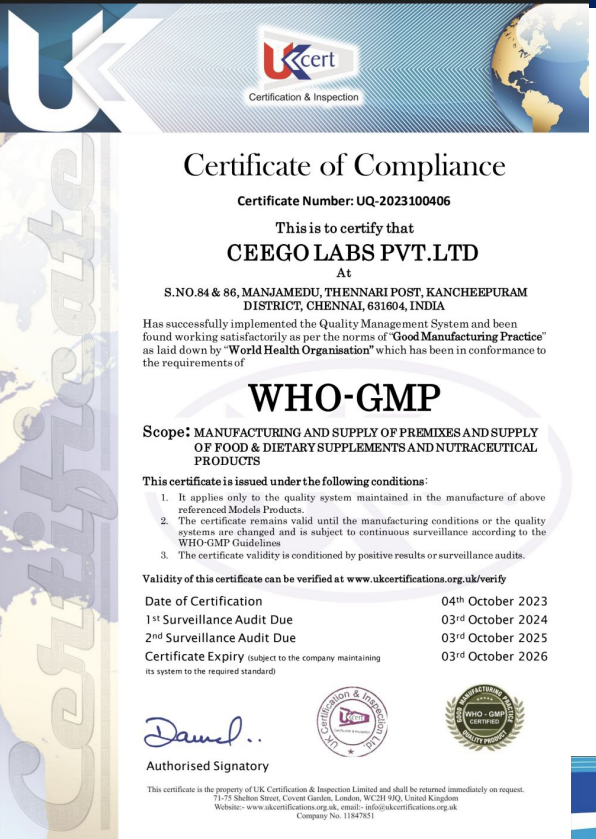 UKcert
Certification & Inspection
Certificate
Certificate of Compliance
Certificate Number: UQ-2023100406
This is to certify that
CEEGO LABS PVT.LTD
At
S.NO.84 & 86, MANJAMEDU, THENNARI POST, KANCHEEPURAM
DISTRICT, CHENNAI, 631604, INDIA
Has successfully implemented the Quality Management System and been
found working satisfactorily as per the norms of “Good Manufacturing Practice”
as laid down by “World Health Organisation” which has been in conformance to
the requirements of
WHO-GMP
Scope: MANUFACTURING AND SUPPLY OF PREMIXES AND SUPPLY
OF FOOD & DIETARY SUPPLEMENTS AND NUTRACEUTICAL
PRODUCTS
This certificate is issued under the following conditions:
1. It applies only to the quality system maintained in the manufacture of above
referenced Models Products.
2. The certificate remains valid until the manufacturing conditions or the quality
systems are changed and is subject to continuous surveillance according to the
WHO-GMP Guidelines
3. The certificate validity is conditioned by positive results or surveillance audits.
Validity of this certificate can be verified at www.ukcertifications.org.uk/verify
Date of Certification 04th October 2023
1st Surveillance Audit Due 03rd October 2024
2nd Surveillance Audit Due 03rd October 2025
Certificate Expiry (subject to the company maintaining 03rd October 2026
its system to the required standard)
UK Certification & Inspection Ltd.
UKcert
GOOD MANUFACTURING PRACTICE
WHO - GMP
CERTIFIED
QUALITY PRODUCT
Authorised Signatory
This certificate is the property of UK Certification & Inspection Limited and shall be returned immediately on request.
71-75 Shelton Street, Covent Garden, London, WC2H 9JQ, United Kingdom
Website:- www.ukcertifications.org.uk, email:- info@ukcertifications.org.uk
Company No. 11847851